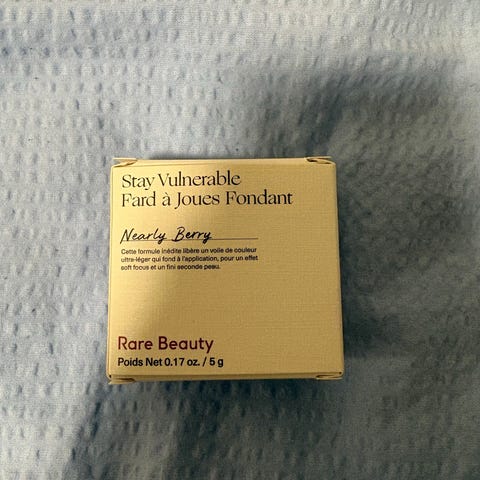 Stay Vulnerable
Fard à Joues Fondant
Nearly Berry
Cette formule inédite libère un voile de couleur
ultra-léger qui fond à l'application, pour un effet
soft focus et un fini seconde peau.
Rare Beauty
Poids Net 0.17 oz. / 5 g